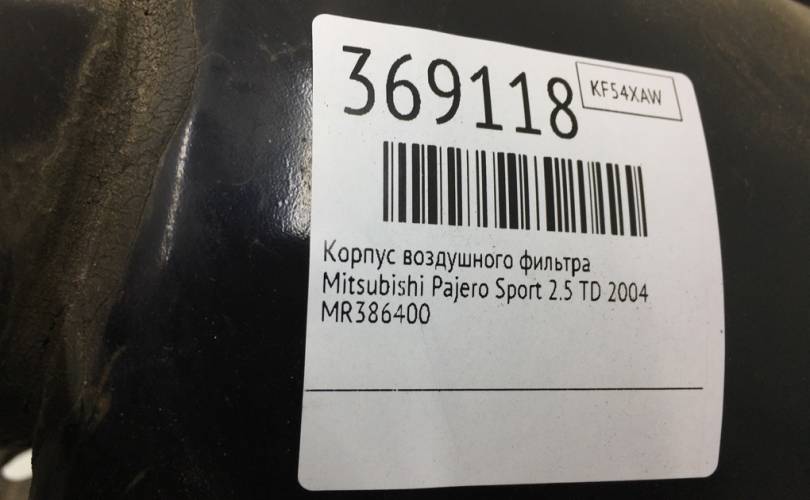 369118
KF54XAW
Корпус воздушного фильтра
Mitsubishi Pajero Sport 2.5 TD 2004
MR386400